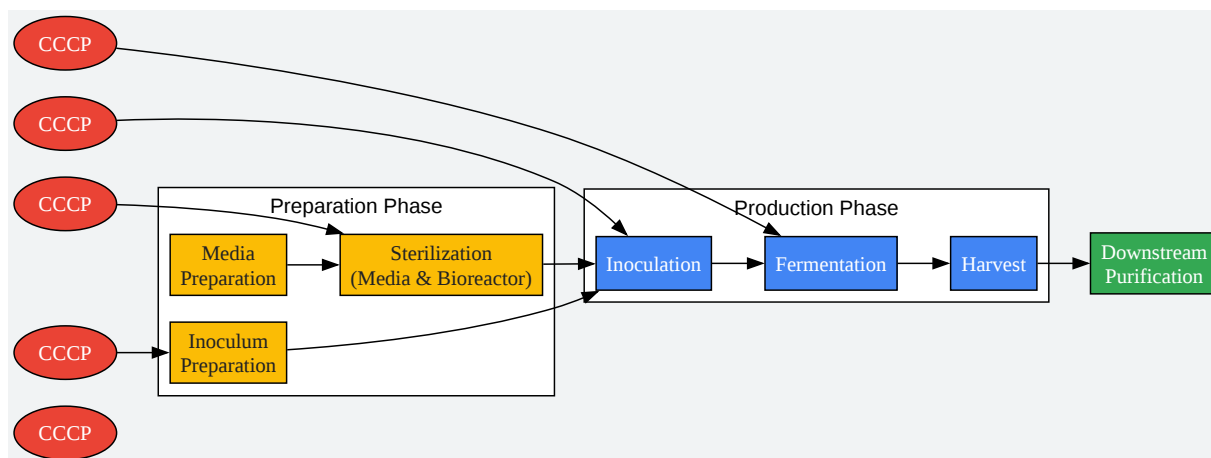 CCCP
CCCP
CCCP
Preparation Phase
Production Phase
Media
Preparation
Sterilization
(Media & Bioreactor)
Inoculation
Fermentation
Harvest
Downstream
Purification
CCCP
Inoculum
Preparation
CCCP